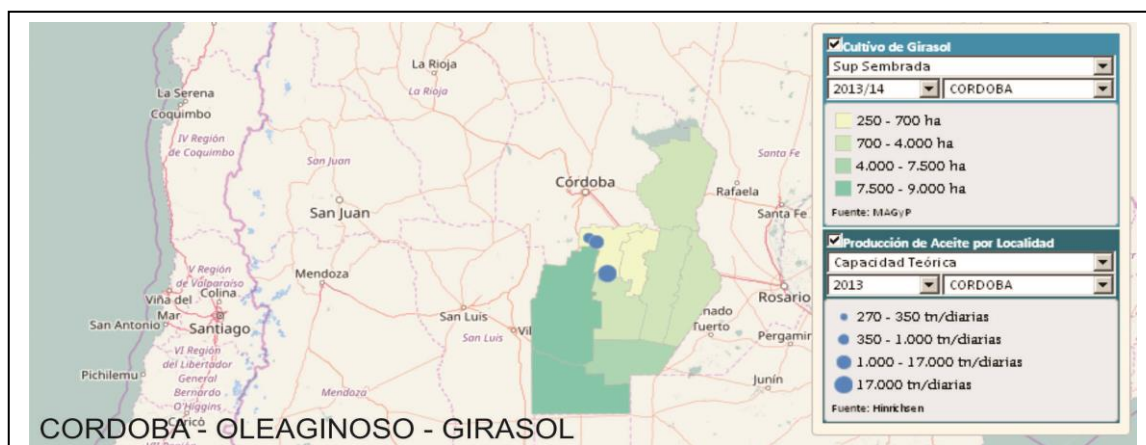 La Rioja
La Rioja
La Serena
Coquimbo
IV Región
de Coquimbo
San Juan
San Juan
Córdoba
Santa Fe
Rafaela
Santa Fe
Mendoza
V Región
de Valparaíso
Viña del
Mar
Colina
San Antonio
Santiago
San Luis
San Luis
Rosario
Tuerto
Pergamin
VI Región
del Libertador
General
Bernardo
O'Higgins
Pichilemu
Mendoza
Junín
Curicó
CORDOBA - OLEAGINOSO - GIRASOL
Cultivo de Girasol
Sup Sembrada
2013/14 CORDOBA
250 - 700 ha
700 - 4.000 ha
4.000 - 7.500 ha
7.500 - 9.000 ha
Fuente: MAGyP
Producción de Aceite por Localidad
Capacidad Teórica
2013 CORDOBA
270 - 350 tn/diarias
350 - 1.000 tn/diarias
1.000 - 17.000 tn/diarias
17.000 tn/diarias
Fuente: Hinrichsen